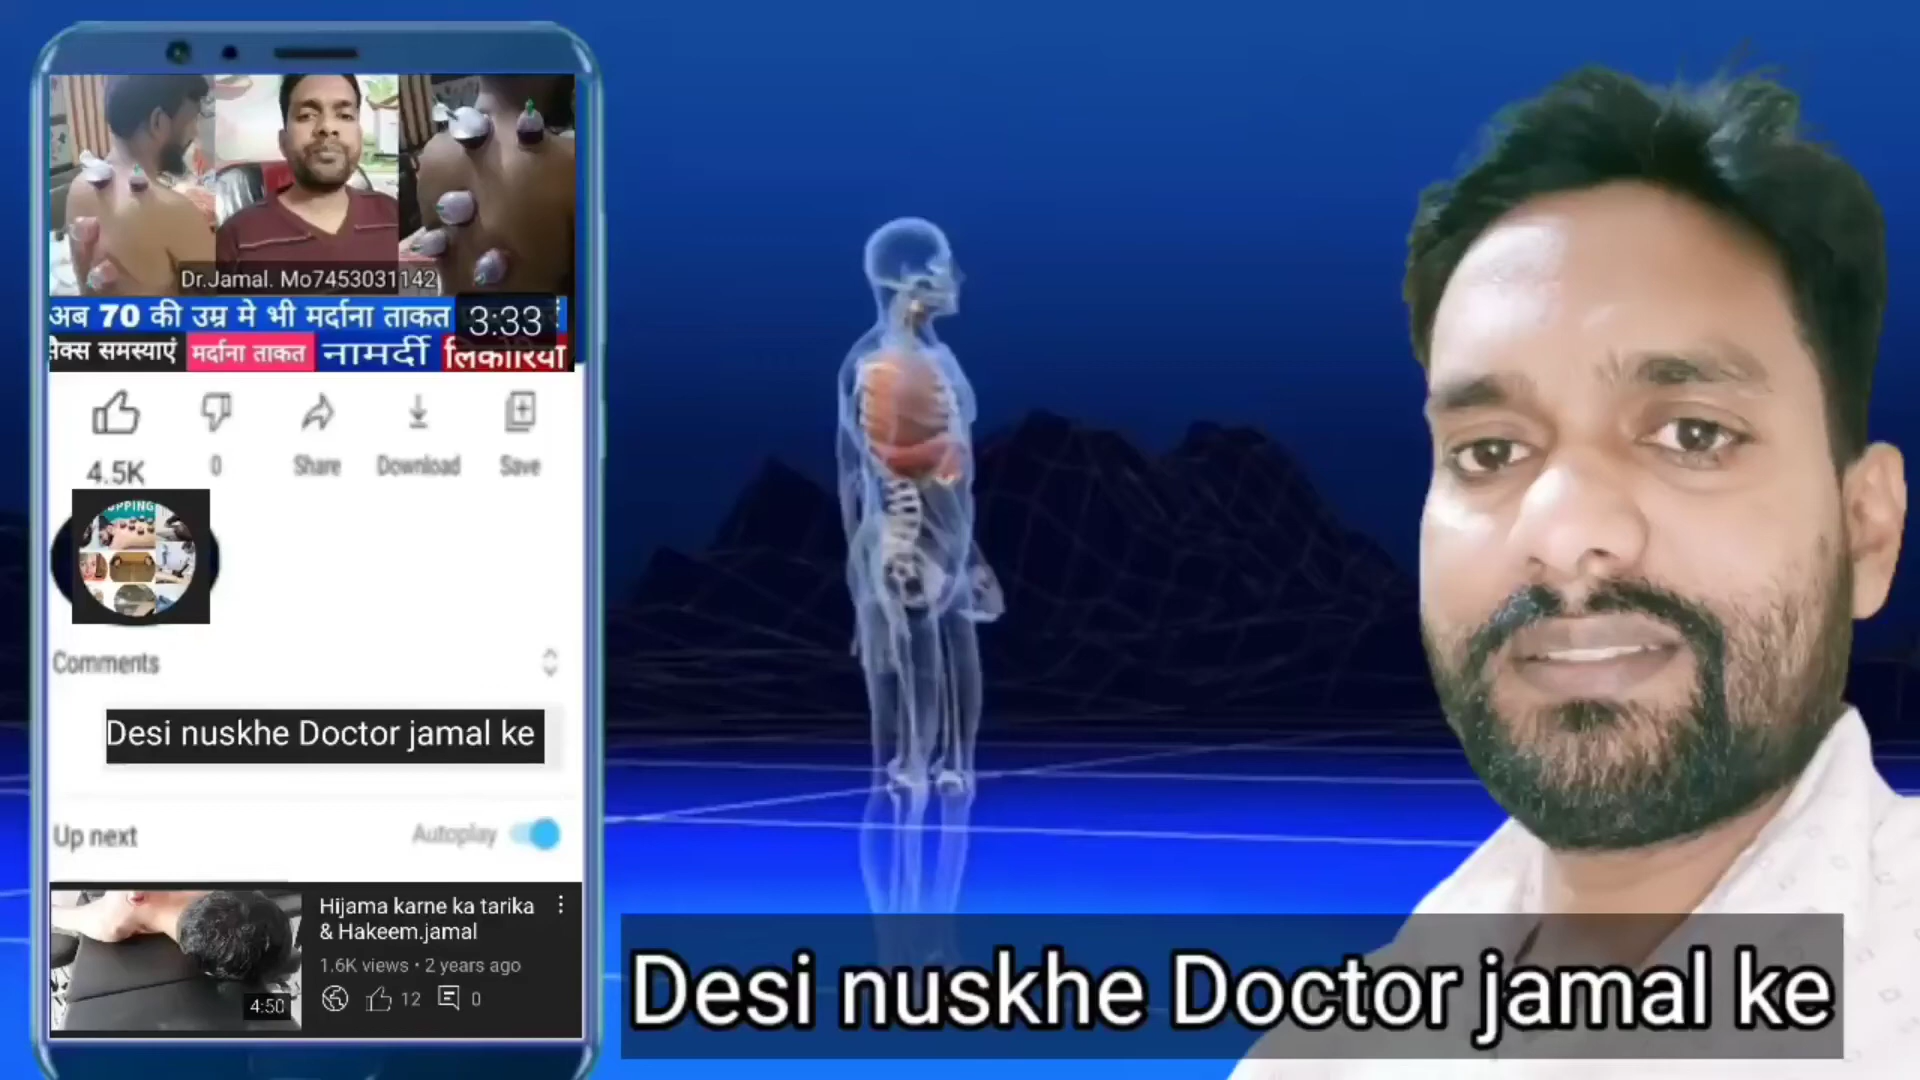 Dr.Jamal. Mo7453031142
अब 70 की उम्र मे भी मर्दाना ताकत
3:33
सैक्स समस्याएं मर्दाना ताकत नामर्दी लिकोरिया
4.5K
0
Share
Download
Save
Comments
Desi nuskhe Doctor jamal ke
Up next
Autoplay
Hijama karne ka tarika
& Hakeem.jamal
1.6K views • 2 years ago
12
0
4:50
Desi nuskhe Doctor jamal ke